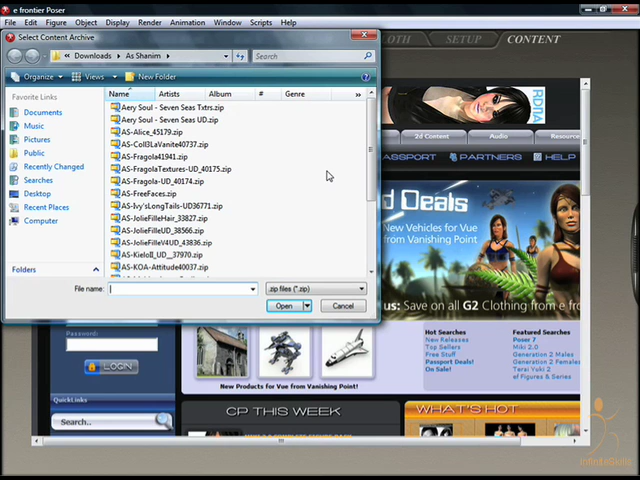 e frontier Poser
File Edit Figure Object Display Render Animation Window Scripts Help
Select Content Archive
CLOTH SETUP CONTENT
Downloads As Shanim Search
Organize Views New Folder
Favorite Links
Documents
Music
Pictures
Public
Recently Changed
Searches
Desktop
Recent Places
Computer
Folders
Name Artists Album # Genre
Aery Soul - Seven Seas Txtrs.zip
Aery Soul - Seven Seas UD.zip
AS-Alice_45179.zip
AS-Coll3LaVanite40737.zip
AS-Fragola41941.zip
AS-FragolaTextures-UD_40175.zip
AS-Fragola-UD_40174.zip
AS-FreeFaces.zip
AS-Ivy'sLongTails-UD36771.zip
AS-JolieFilleHair_33827.zip
AS-JolieFilleUD_38566.zip
AS-JolieFilleV4UD_43836.zip
AS-KieloII_UD__37970.zip
AS-KOA-Attitude40037.zip
File name: .zip files (*.zip)
Open Cancel
RDNA
2d Content Audio
PASSPORT PARTNERS HELP
d Deals
New Vehicles for Vue
from Vanishing Point
us: Save on all G2 Clothing from e fr
Password:
LOGIN
QuickLinks
Search..
New Products for Vue from Vanishing Point!
Hot Searches
New Releases
Top Sellers
Free Stuff
Passport Deals!
On Sale!
Featured Searches
Poser 7
Miki 2.0
Generation 2 Males
Generation 2 Females
Terai Yuki 2
ef Figures & Series
CP THIS WEEK
WHAT'S HOT
InfiniteSkills